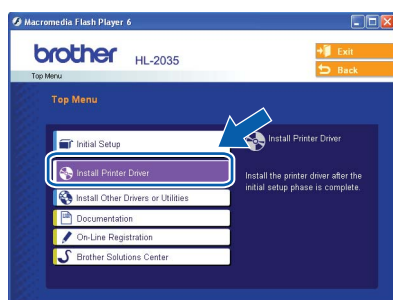 Macromedia Flash Player 6
brother HL-2035
Exit
Back
Top Menu
Top Menu
Initial Setup
Install Printer Driver
Install Other Drivers or Utilities
Documentation
On-Line Registration
Brother Solutions Center
Install Printer Driver
Install the printer driver after the
initial setup phase is complete.